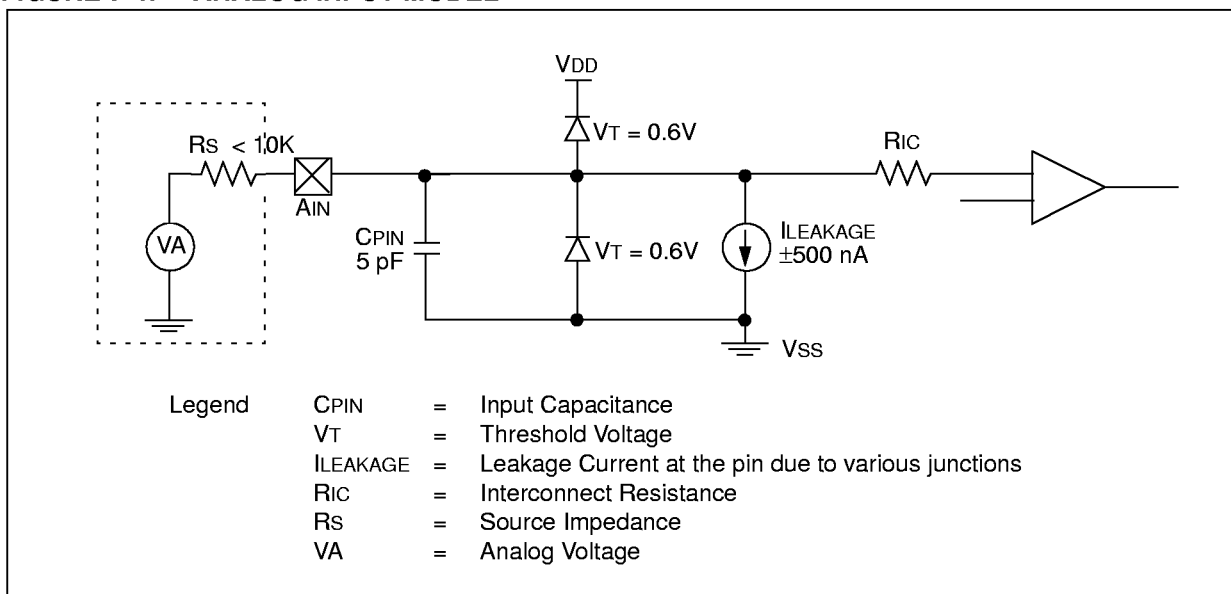 VDD
VT = 0.6V
RS < 10K
RIC
AIN
CPIN
5 pF
VT = 0.6V
ILEAKAGE
±500 nA
VA
VSS
Legend CPIN = Input Capacitance
VT = Threshold Voltage
ILEAKAGE = Leakage Current at the pin due to various junctions
RIC = Interconnect Resistance
RS = Source Impedance
VA = Analog Voltage